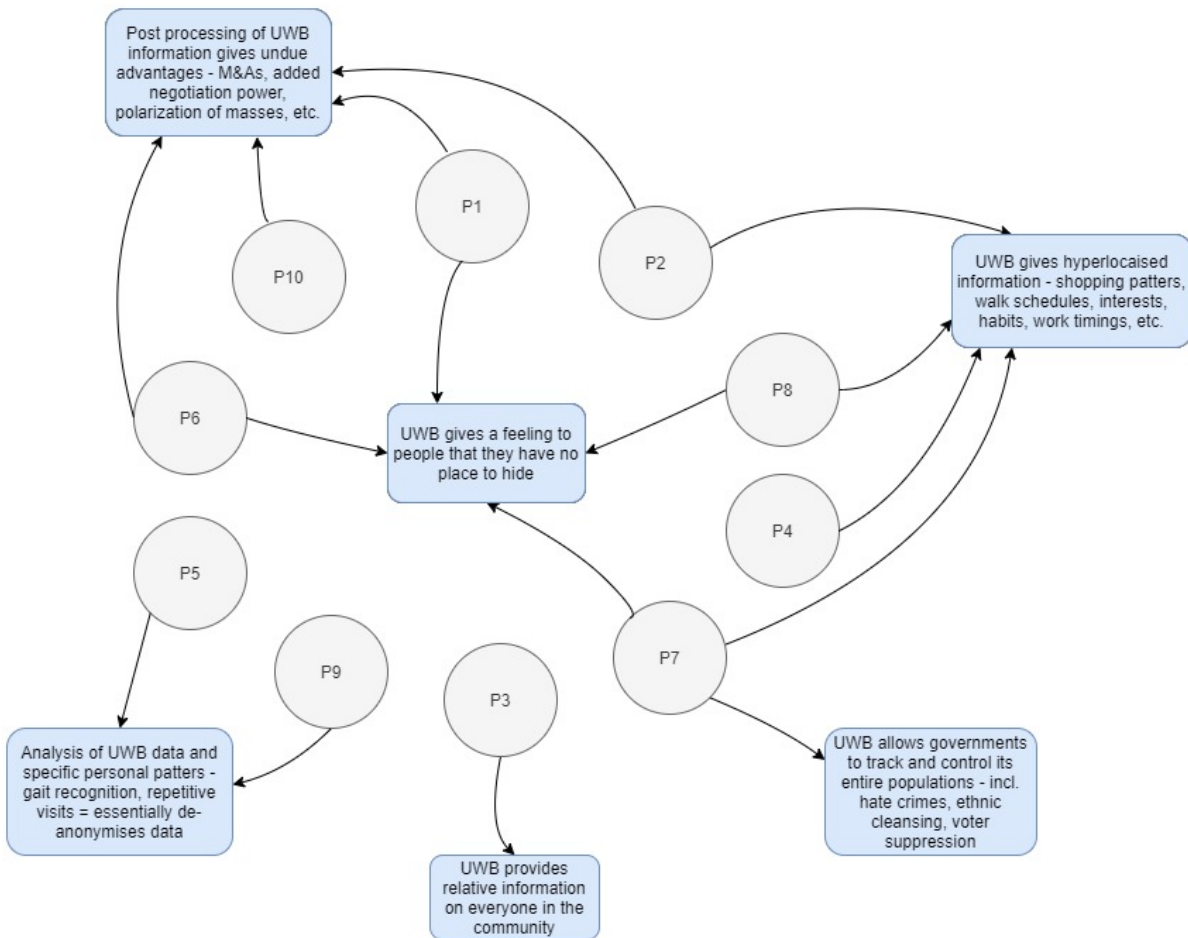 Post processing of UWB
information gives undue
advantages - M&As, added
negotiation power,
polarization of masses, etc.
P1
P2
P10
UWB gives hyperlocaised
information - shopping patters,
walk schedules, interests,
habits, work timings, etc.
P8
P6
UWB gives a feeling to
people that they have no
place to hide
P4
P5
P7
P9
P3
Analysis of UWB data and
specific personal patters -
gait recognition, repetitive
visits = essentially de-
anonymises data
UWB allows governments
to track and control its
entire populations - incl.
hate crimes, ethnic
cleansing, voter
suppression
UWB provides
relative information
on everyone in the
community